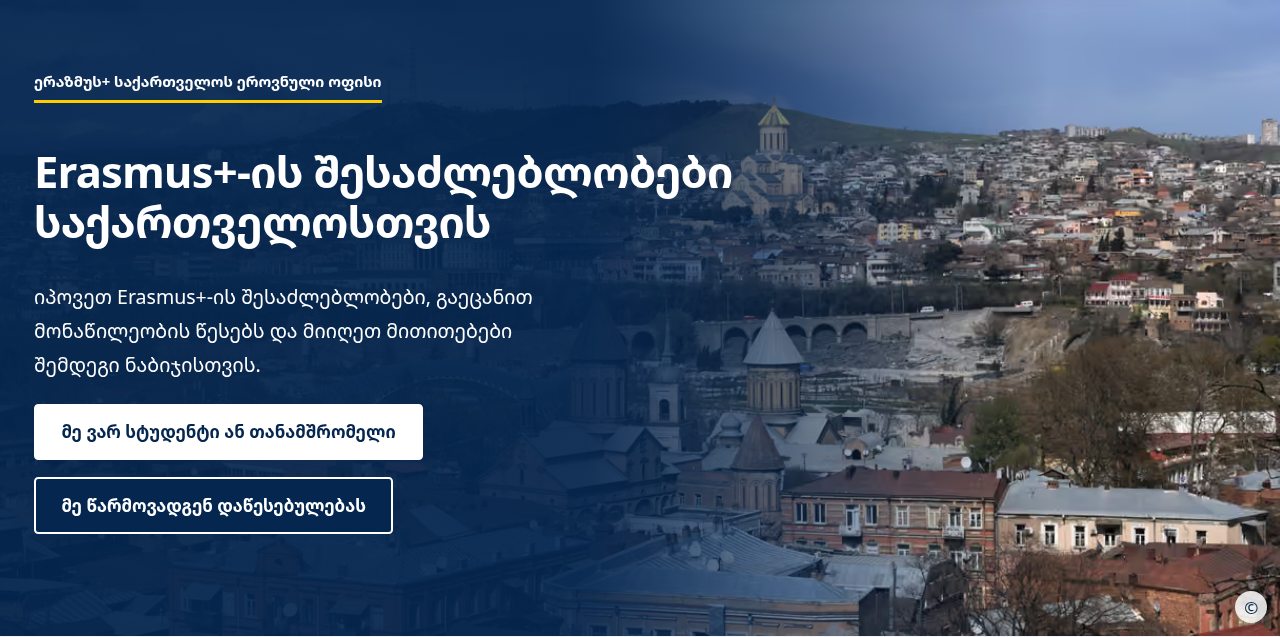 ერაზმუს+ საქართველოს ეროვნული ოფისი
Erasmus+-ის შესაძლებლობები
საქართველოსთვის
იპოვეთ Erasmus+-ის შესაძლებლობები, გაეცანით
მონაწილეობის წესებს და მიიღეთ მითითებები
შემდეგი ნაბიჯისთვის.
მე ვარ სტუდენტი ან თანამშრომელი
მე წარმოვადგენ დაწესებულებას
©